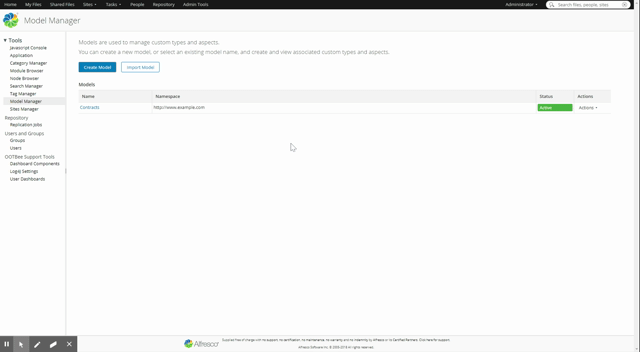 Home My Files Shared Files Sites Tasks People Repository Admin Tools Administrator Search files, people, sites
Model Manager
Tools
JavaScript Console
Application
Category Manager
Module Browser
Node Browser
Search Manager
Tag Manager
Model Manager
Sites Manager
Repository
Replication Jobs
Users and Groups
Groups
Users
OOTBee Support Tools
Dashboard Components
Log4j Settings
User Dashboards
Models are used to manage custom types and aspects.
You can create a new model, or select an existing model name, and create and view associated custom types and aspects.
Create Model Import Model
Models
Name Namespace Status Actions
Contracts http://www.example.com Active Actions
Alfresco